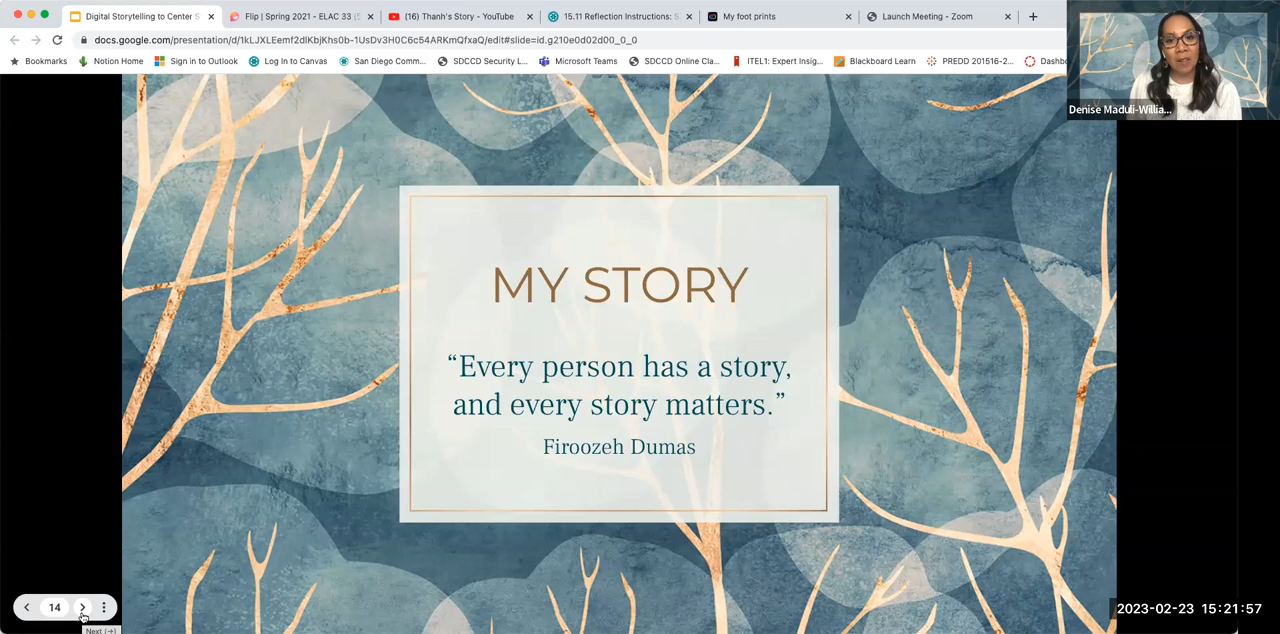 Digital Storytelling to Center S
Flip | Spring 2021 - ELAC 33 (
(16) Thanh's Story - YouTube
15.11 Reflection Instructions: S
My foot prints
Launch Meeting - Zoom
docs.google.com/presentation/d/1kLJXLEemf2dIKbjKhs0b-1UsDv3H0C6c54ARKmQfxaQ/edit#slide=id.g210e0d02d00_0_0
Bookmarks
Notion Home
Sign in to Outlook
Log In to Canvas
San Diego Comm...
SDCCD Security L...
Microsoft Teams
SDCCD Online Cla...
ITEL1: Expert Insig...
Blackboard Learn
PREDD 201516-2...
Dashbo
Denise Maduli-Willia...
MY STORY
“Every person has a story,
and every story matters.”
Firoozeh Dumas
14
Next (→)
2023-02-23 15:21:57